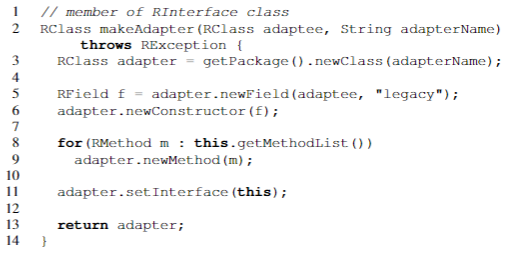 1 // member of RInterface class
2 RClass makeAdapter(RClass adaptee, String adapterName)
throws RException {
3 RClass adapter = getPackage().newClass(adapterName);
4
5 RField f = adapter.newField(adaptee, "legacy");
6 adapter.newConstructor(f);
7
8 for(RMethod m : this.getMethodList())
9 adapter.newMethod(m);
10
11 adapter.setInterface(this);
12
13 return adapter;
14 }